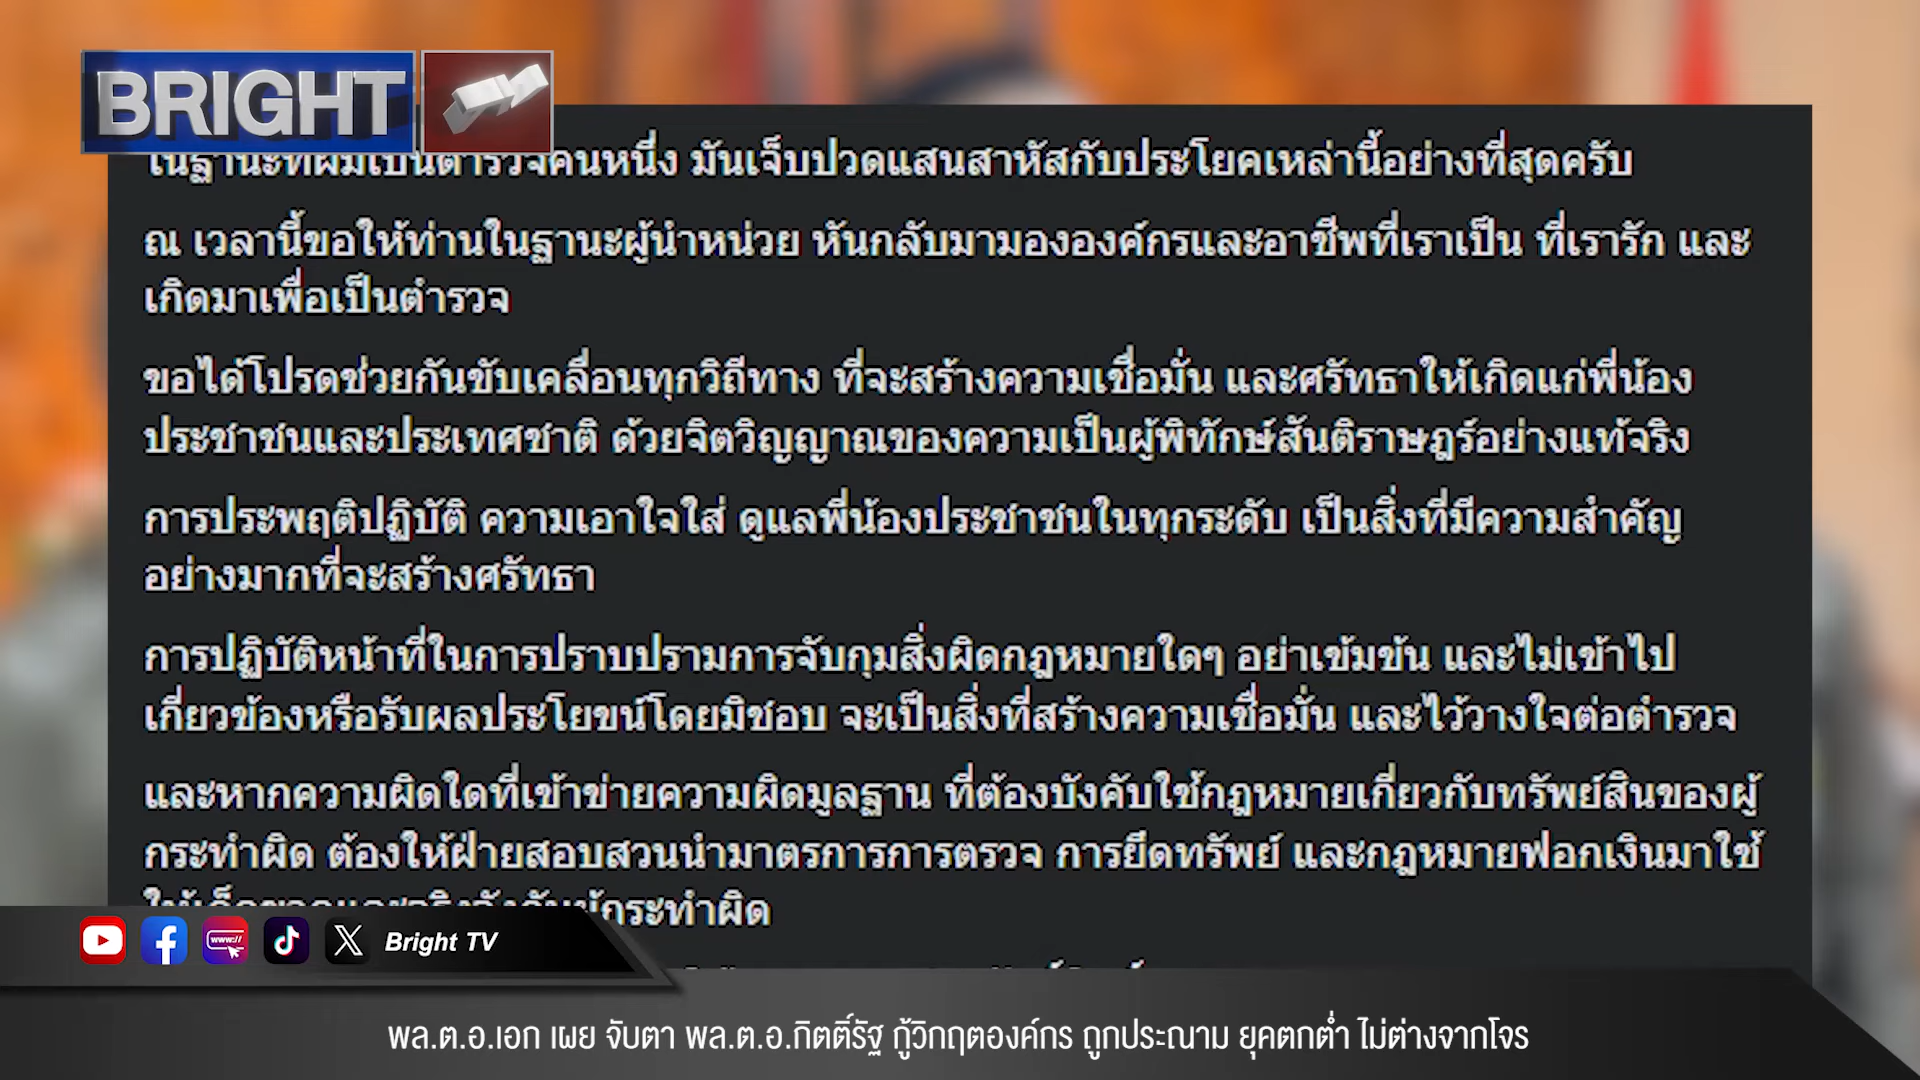 BRIGHT
ในฐานะที่ผมเป็นตำรวจคนหนึ่ง มันเจ็บปวดแสนสาหัสกับประโยคเหล่านี้อย่างที่สุดครับ
ณ เวลานี้ขอให้ท่านในฐานะผู้นำหน่วย หันกลับมามององค์กรและอาชีพที่เราเป็น ที่เรารัก และ
เกิดมาเพื่อเป็นตำรวจ
ขอได้โปรดช่วยกันขับเคลื่อนทุกวิถีทาง ที่จะสร้างความเชื่อมั่น และศรัทธาให้เกิดแก่พี่น้อง
ประชาชนและประเทศชาติ ด้วยจิตวิญญาณของความเป็นผู้พิทักษ์สันติราษฎร์อย่างแท้จริง
การประพฤติปฏิบัติ ความเอาใจใส่ ดูแลพี่น้องประชาชนในทุกระดับ เป็นสิ่งที่มีความสำคัญ
อย่างมากที่จะสร้างศรัทธา
การปฏิบัติหน้าที่ในการปราบปรามการจับกุมสิ่งผิดกฎหมายใดๆ อย่าเข้มข้น และไม่เข้าไป
เกี่ยวข้องหรือรับผลประโยขน์โดยมิชอบ จะเป็นสิ่งที่สร้างความเชื่อมั่น และไว้วางใจต่อตำรวจ
และหากความผิดใดที่เข้าข่ายความผิดมูลฐาน ที่ต้องบังคับใช้กฎหมายเกี่ยวกับทรัพย์สินของผู้
กระทำผิด ต้องให้ฝ่ายสอบสวนนำมาตรการการตรวจ การยึดทรัพย์ และกฎหมายฟอกเงินมาใช้
ผู้กระทำผิด
www://
Bright TV
พล.ต.อ.เอก เผย จับตา พล.ต.อ.กิตติ์รัฐ กู้วิกฤตองค์กร ถูกประณาม ยุคตกต่ำ ไม่ต่างจากโจร